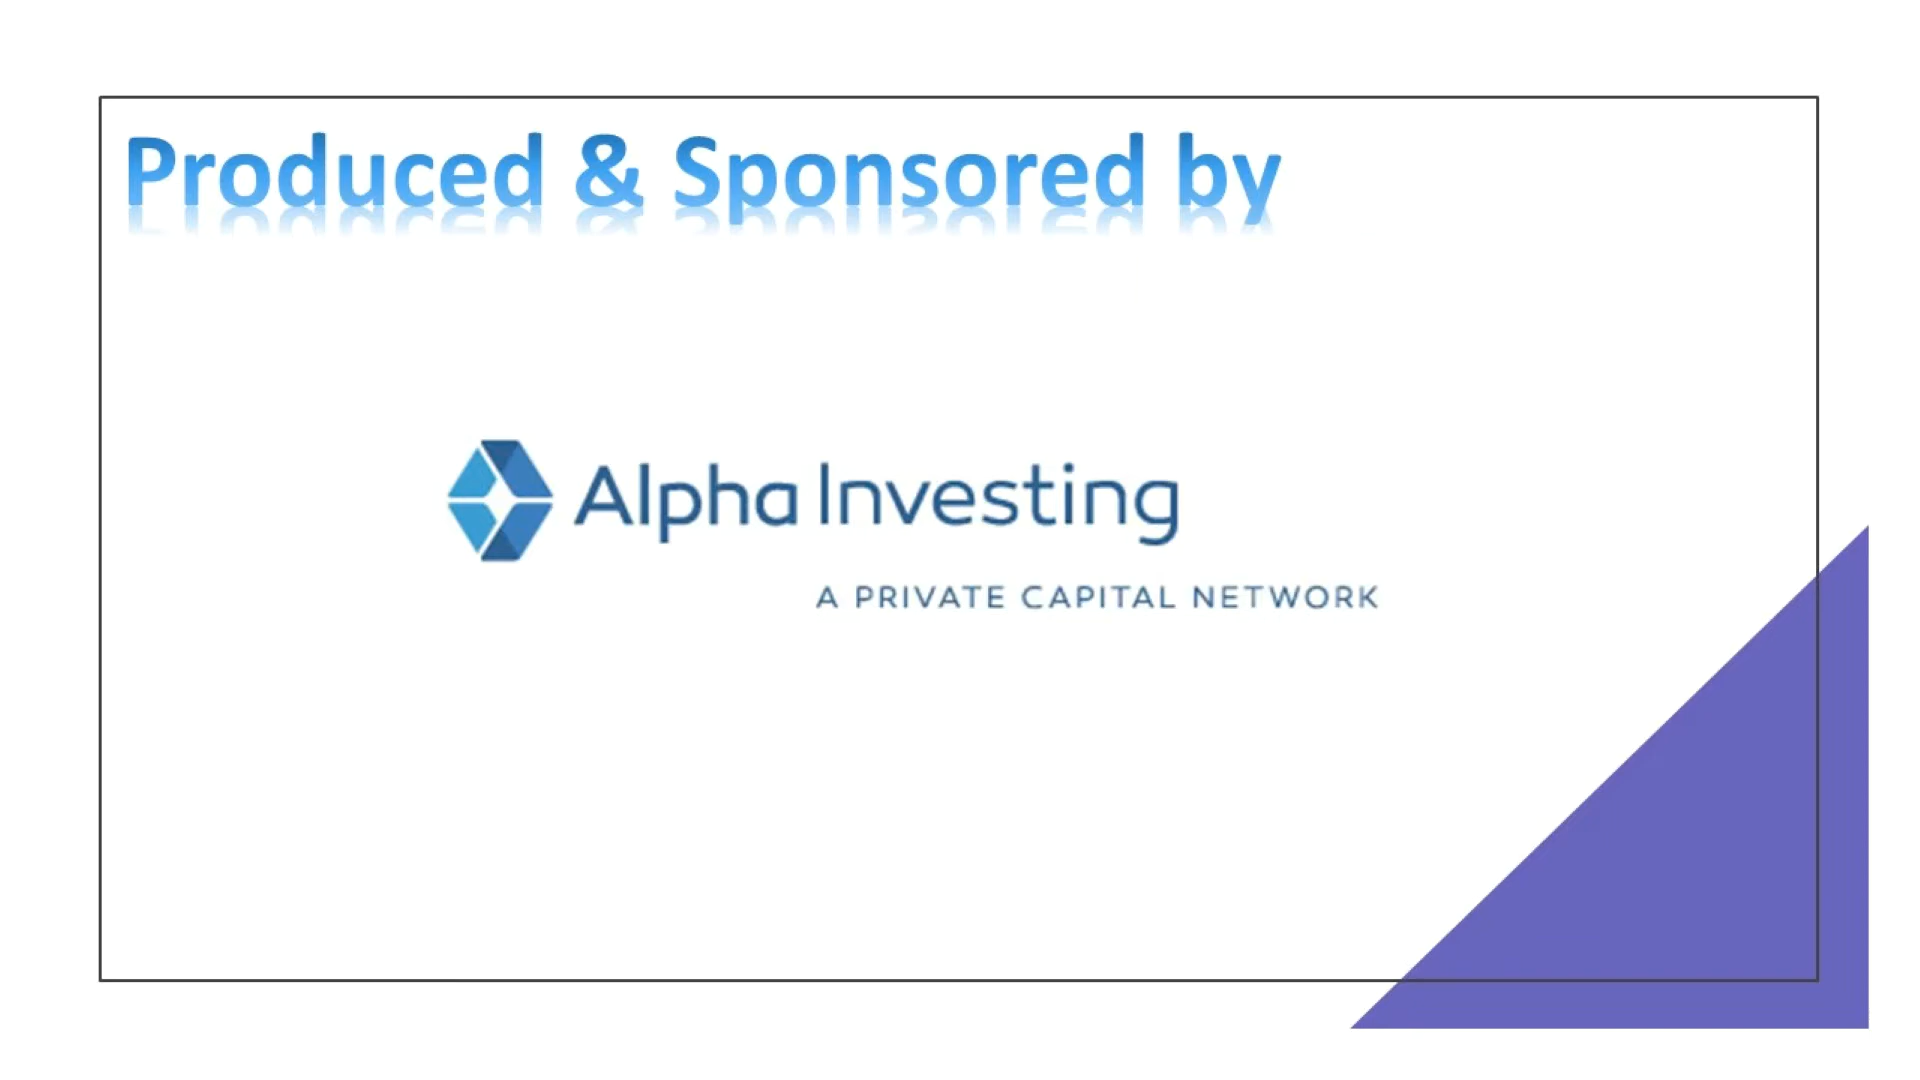 Produced & Sponsored by
Alpha Investing
A PRIVATE CAPITAL NETWORK